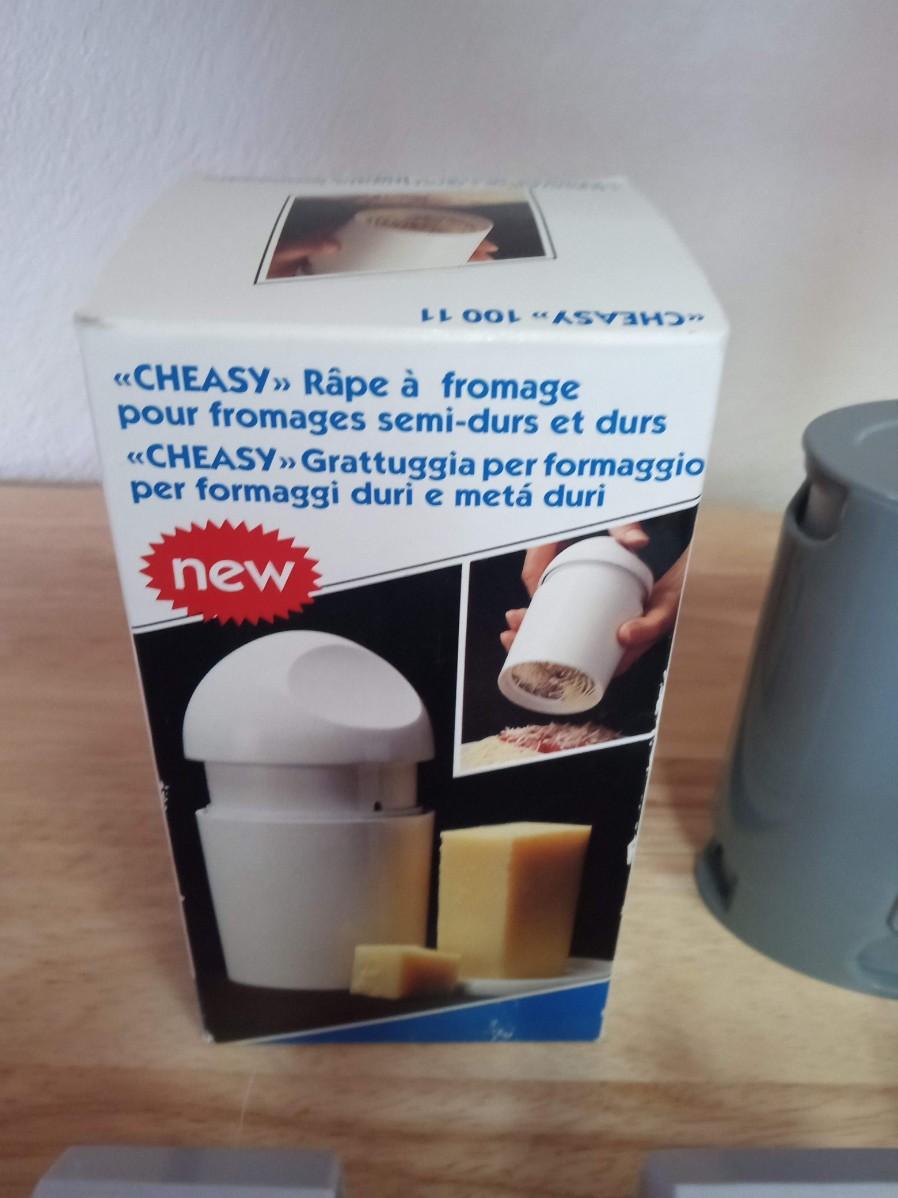 «CHEASY» 100 11
«CHEASY» Râpe à fromage
pour fromages semi-durs et durs
«CHEASY» Grattuggia per formaggio
per formaggi duri e metá duri
new